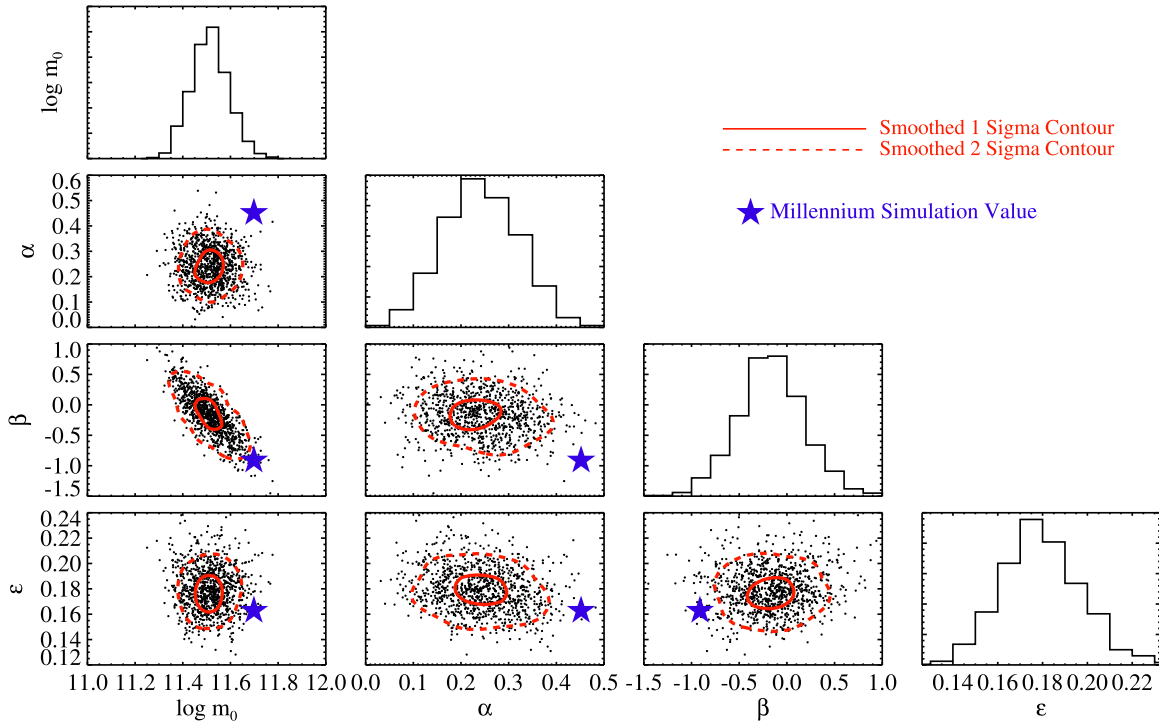 log m₀
Smoothed 1 Sigma Contour
Smoothed 2 Sigma Contour
Millennium Simulation Value
α
0.6
0.5
0.4
0.3
0.2
0.1
0.0
β
1.0
0.5
0.0
-0.5
-1.0
-1.5
ε
0.24
0.22
0.20
0.18
0.16
0.14
0.12
11.0 11.2 11.4 11.6 11.8 12.0
0.0 0.1 0.2 0.3 0.4 0.5
-1.5 -1.0 -0.5 0.0 0.5 1.0
0.14 0.16 0.18 0.20 0.22
log m₀ α β ε